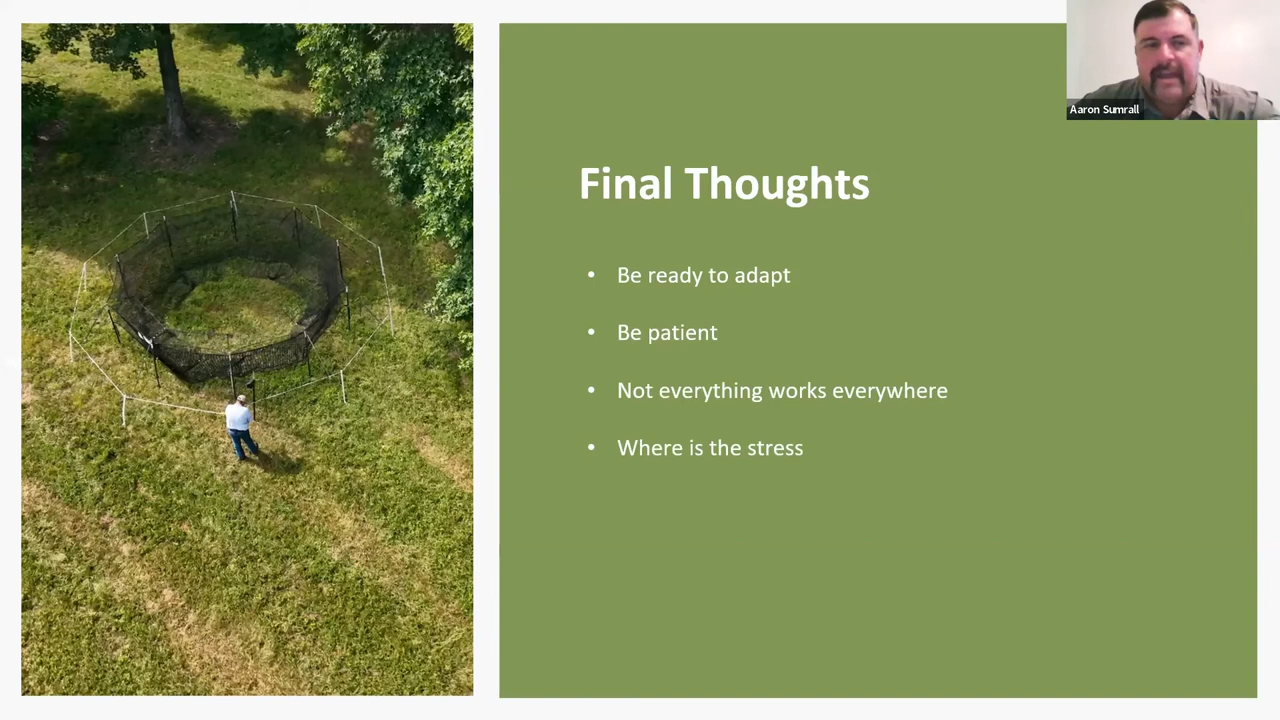 Aaron Sumrall
Final Thoughts
• Be ready to adapt
• Be patient
• Not everything works everywhere
• Where is the stress